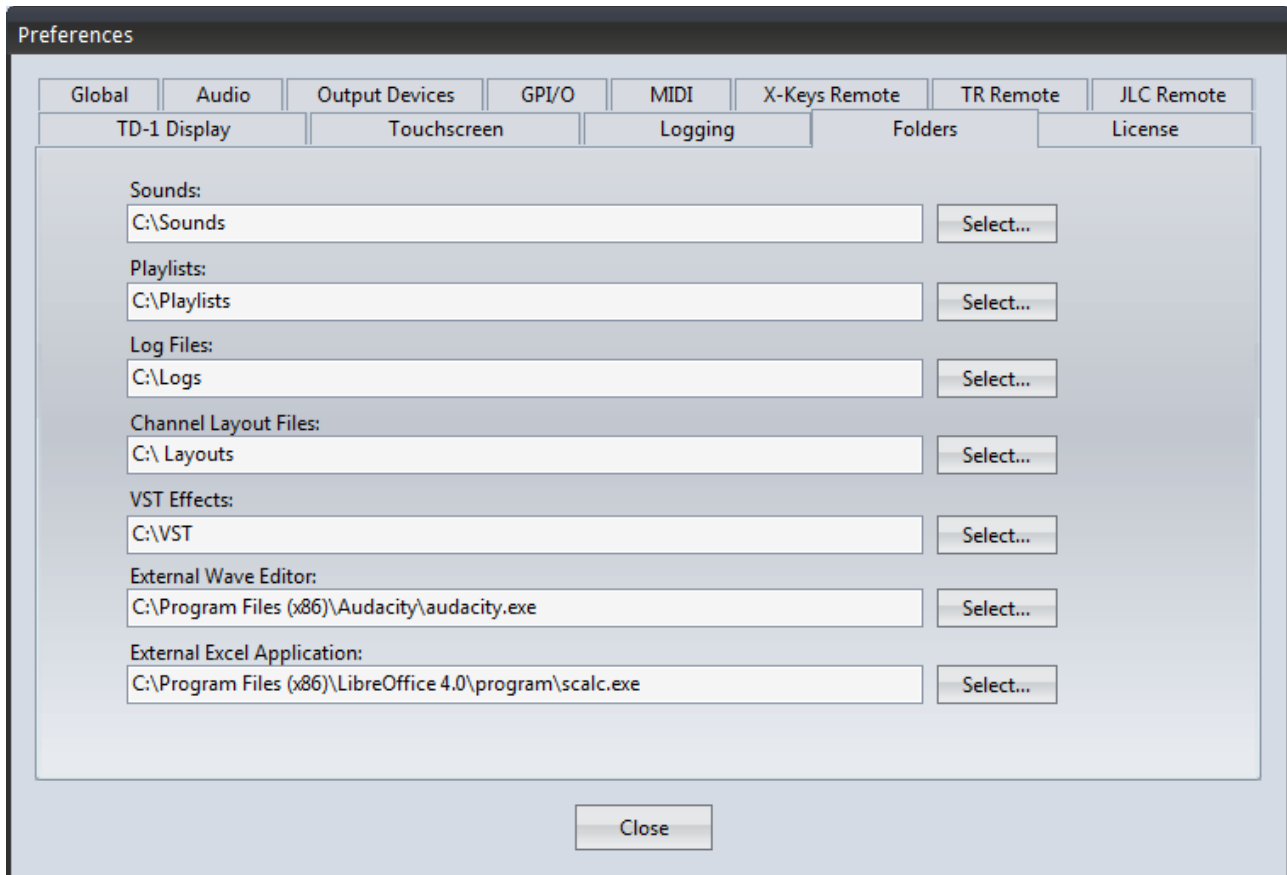 Preferences
Global Audio Output Devices GPI/O MIDI X-Keys Remote TR Remote JLC Remote
TD-1 Display Touchscreen Logging Folders License
Sounds:
C:\Sounds Select...
Playlists:
C:\Playlists Select...
Log Files:
C:\Logs Select...
Channel Layout Files:
C:\ Layouts Select...
VST Effects:
C:\VST Select...
External Wave Editor:
C:\Program Files (x86)\Audacity\audacity.exe Select...
External Excel Application:
C:\Program Files (x86)\LibreOffice 4.0\program\scalc.exe Select...
Close